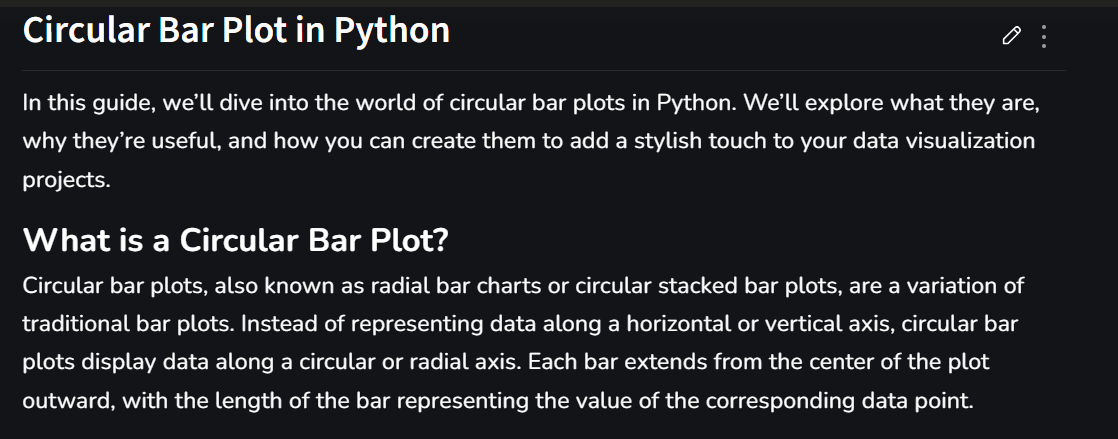 Circular Bar Plot in Python
In this guide, we’ll dive into the world of circular bar plots in Python. We’ll explore what they are,
why they’re useful, and how you can create them to add a stylish touch to your data visualization
projects.
What is a Circular Bar Plot?
Circular bar plots, also known as radial bar charts or circular stacked bar plots, are a variation of
traditional bar plots. Instead of representing data along a horizontal or vertical axis, circular bar
plots display data along a circular or radial axis. Each bar extends from the center of the plot
outward, with the length of the bar representing the value of the corresponding data point.